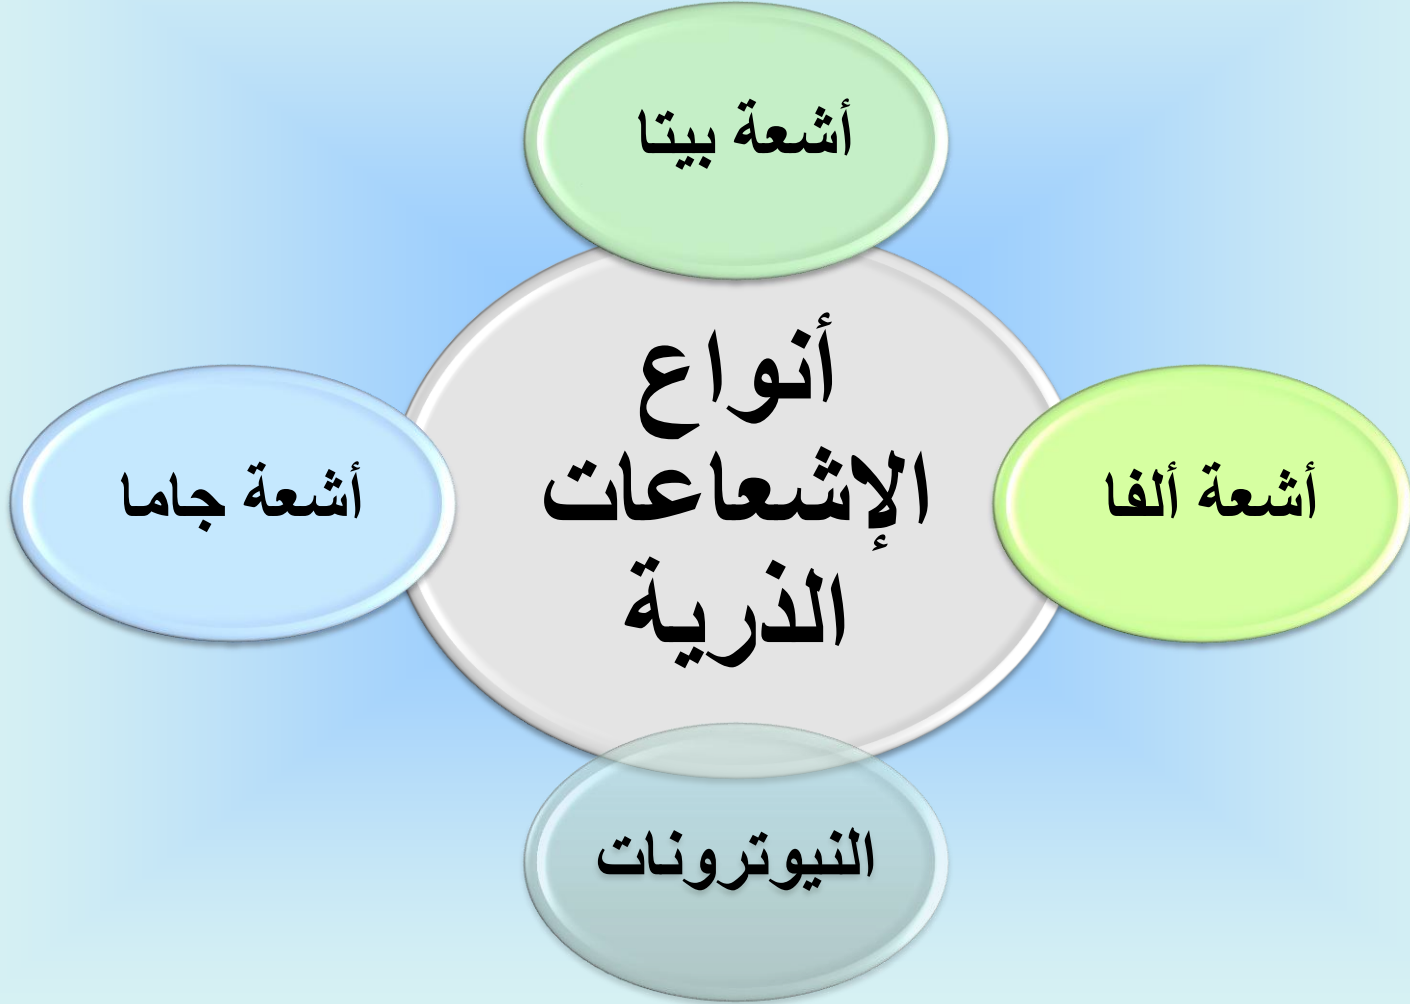 أشعة بيتا
أنواع
الإشعاعات
الذرية
أشعة ألفا
أشعة جاما
النيوترونات